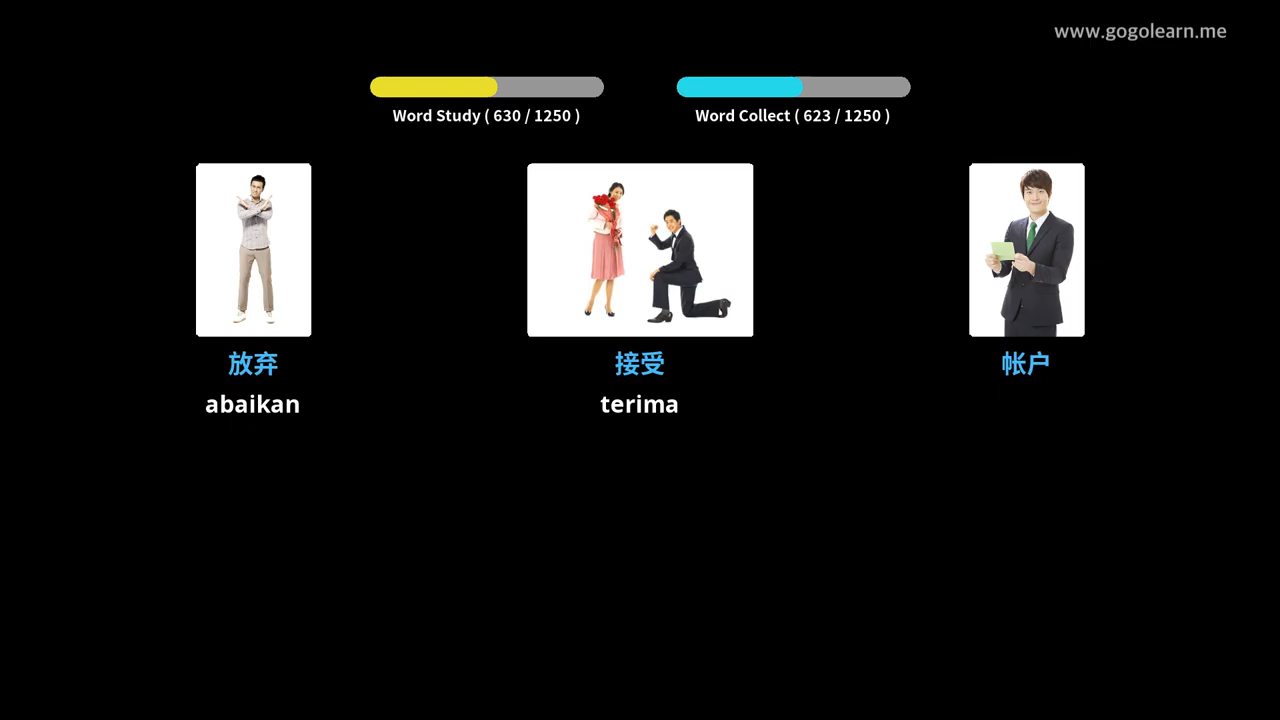 www.gogolearn.me
Word Study ( 630 / 1250 )
Word Collect ( 623 / 1250 )
放弃
接受
帐户
abaikan
terima